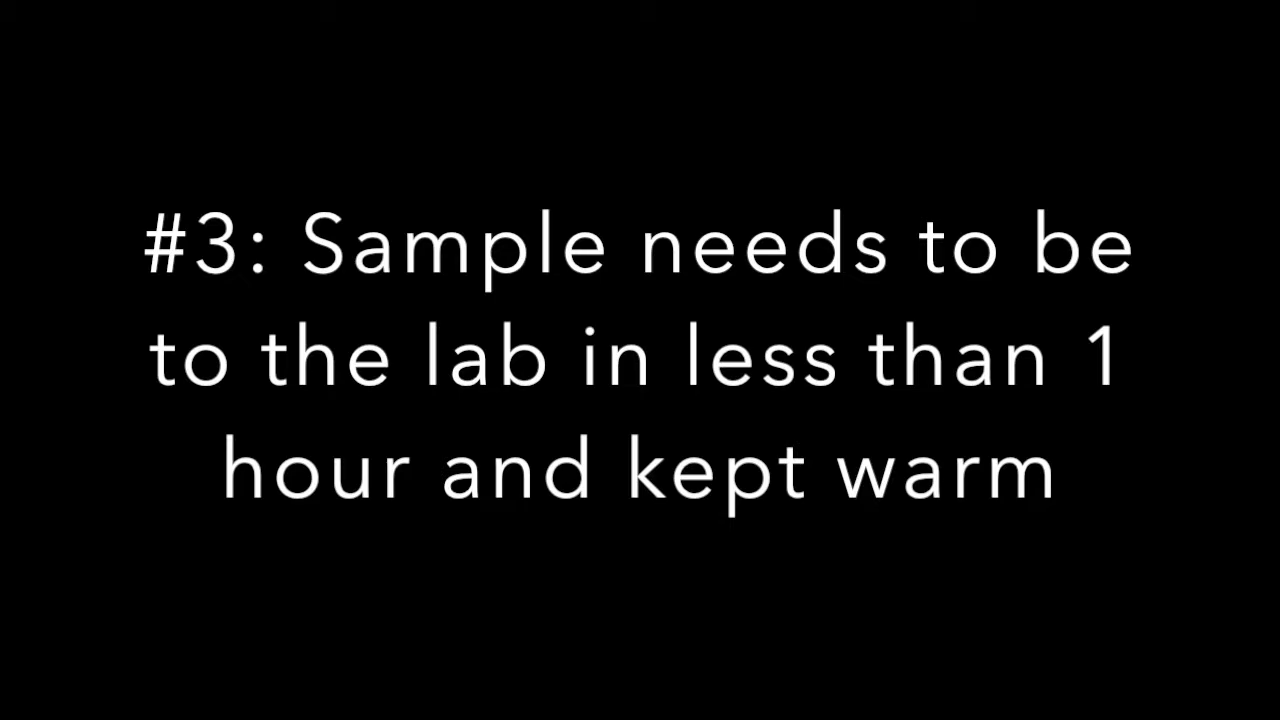 #3: Sample needs to be
to the lab in less than 1
hour and kept warm